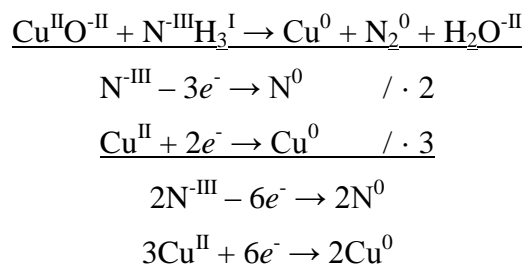 Cu^{II}O^{-II} + N^{-III}H_3^{I} → Cu^0 + N_2^0 + H_2O^{-II}
N^{-III} – 3e^- → N^0 / · 2
Cu^{II} + 2e^- → Cu^0 / · 3
2N^{-III} – 6e^- → 2N^0
3Cu^{II} + 6e^- → 2Cu^0